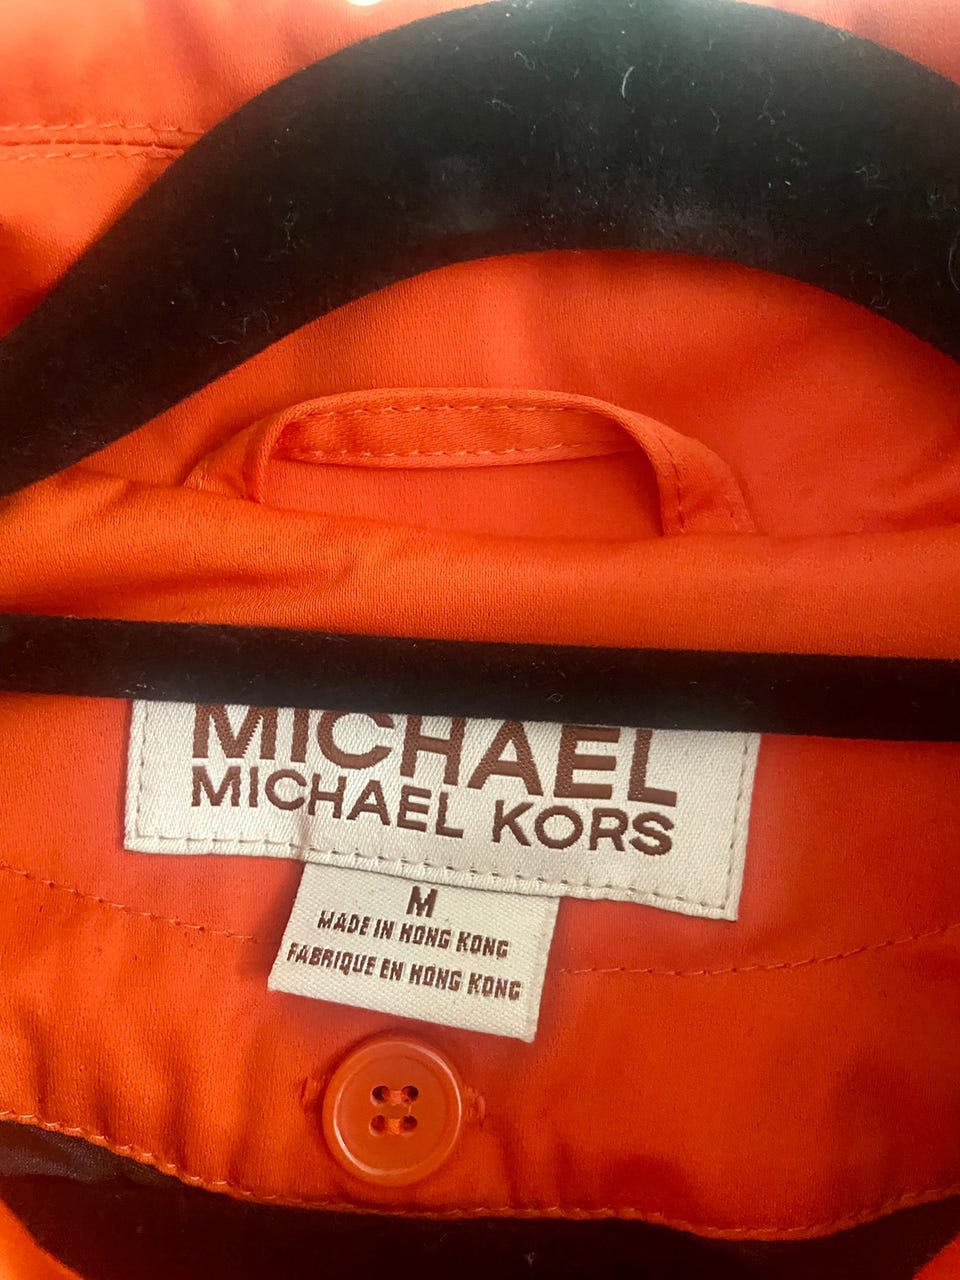 MICHAEL
MICHAEL KORS
M
MADE IN HONG KONG
FABRIQUE EN HONG KONG